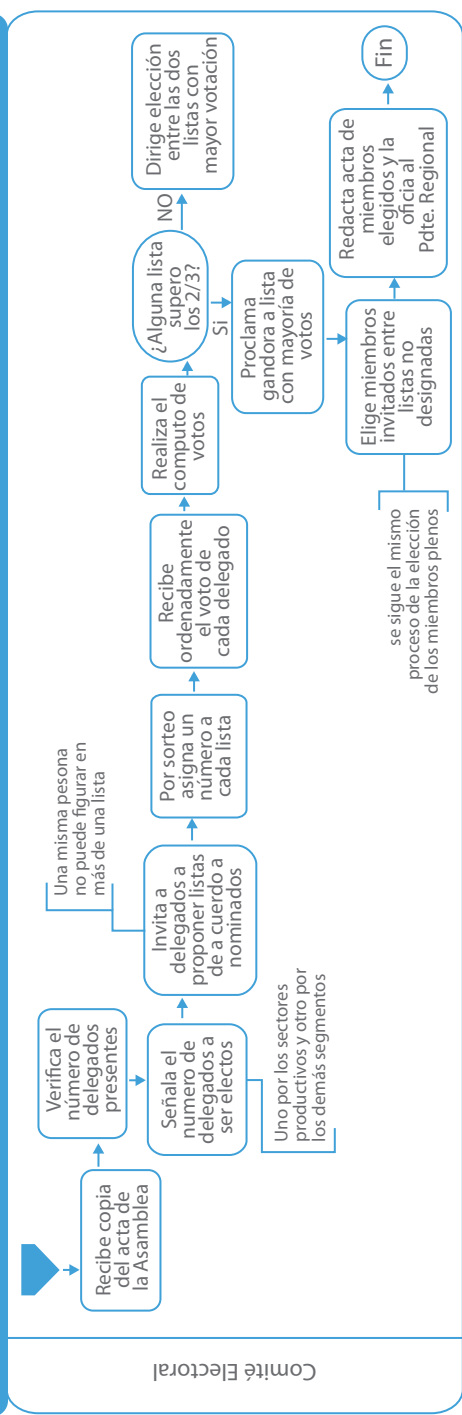 Comité Electoral
Recibe copia
del acta de
la Asamblea
Verifica el
número de
delegados
presentes
Señala el
numero de
delegados a
ser electos
Uno por los sectores
productivos y otro por
los demás segmentos
Invita a
delegados a
proponer listas
de a cuerdo a
nominados
Una misma pesona
no puede figurar en
más de una lista
Por sorteo
asigna un
número a
cada lista
Recibe
ordenadamente
el voto de
cada delegado
Realiza el
computo de
votos
¿Alguna lista
supero
los 2/3?
NO
Dirige elección
entre las dos
listas con
mayor votación
Si
Proclama
gandora a lista
con mayoría de
votos
Elige miembros
invitados entre
listas no
designadas
se sigue el mismo
proceso de la elección
de los miembros plenos
Redacta acta de
miembros
elegidos y la
oficia al
Pdte. Regional
Fin